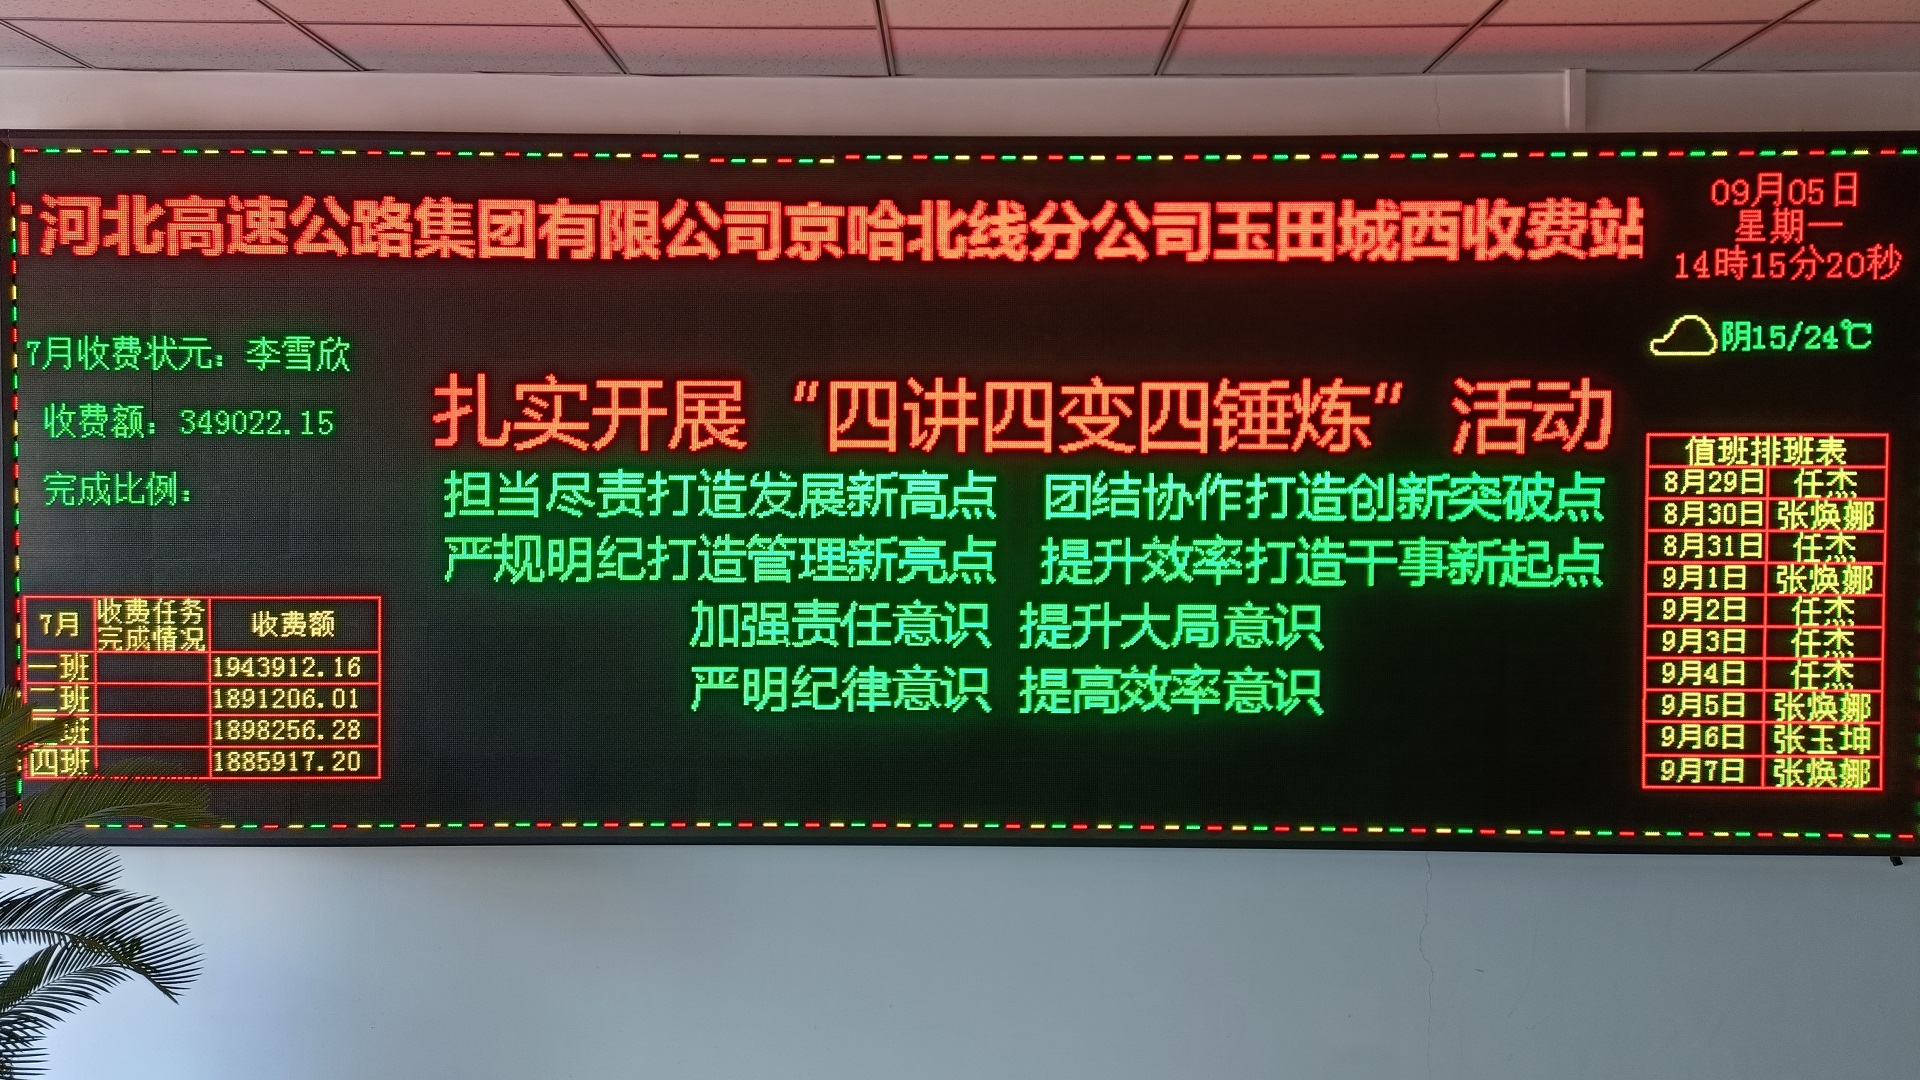 河北高速公路集团有限公司京哈北线分公司玉田城西收费站
09月05日
星期一
14時15分20秒
阴15/24℃
7月收费状元：李雪欣
收费额：349022.15
完成比例：
扎实开展“四讲四变四锤炼”活动
担当尽责打造发展新高点 团结协作打造创新突破点
严规明纪打造管理新亮点 提升效率打造干事新起点
加强责任意识 提升大局意识
严明纪律意识 提高效率意识
7月 收费任务完成情况 收费额
一班 1943912.16
二班 1891206.01
三班 1898256.28
四班 1885917.20
值班排班表
8月29日 任杰
8月30日 张焕娜
8月31日 任杰
9月1日 张焕娜
9月2日 任杰
9月3日 任杰
9月4日 任杰
9月5日 张焕娜
9月6日 张玉坤
9月7日 张焕娜